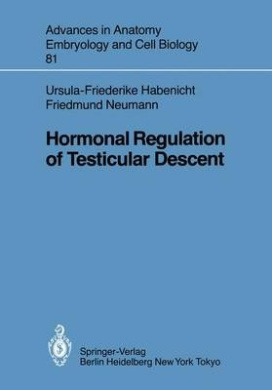 Advances in Anatomy
Embryology and Cell Biology
81
Ursula-Friederike Habenicht
Friedmund Neumann
Hormonal Regulation
of Testicular Descent
Springer-Verlag
Berlin Heidelberg New York Tokyo